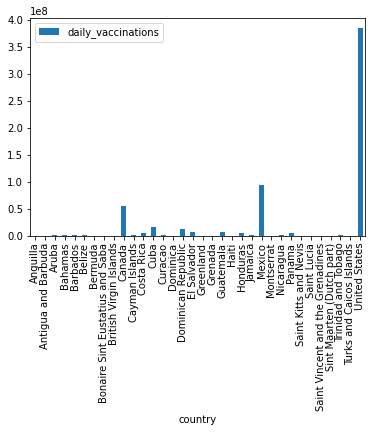 1e8
daily_vaccinations
4.0
3.5
3.0
2.5
2.0
1.5
1.0
0.5
0.0
Anguilla
Antigua and Barbuda
Aruba
Bahamas
Barbados
Belize
Bermuda
Bonaire Sint Eustatius and Saba
British Virgin Islands
Canada
Cayman Islands
Costa Rica
Cuba
Curacao
Dominica
Dominican Republic
El Salvador
Greenland
Grenada
Guatemala
Haiti
Honduras
Jamaica
Mexico
Montserrat
Nicaragua
Panama
Saint Kitts and Nevis
Saint Lucia
Saint Vincent and the Grenadines
Sint Maarten (Dutch part)
Trinidad and Tobago
Turks and Caicos Islands
United States
country